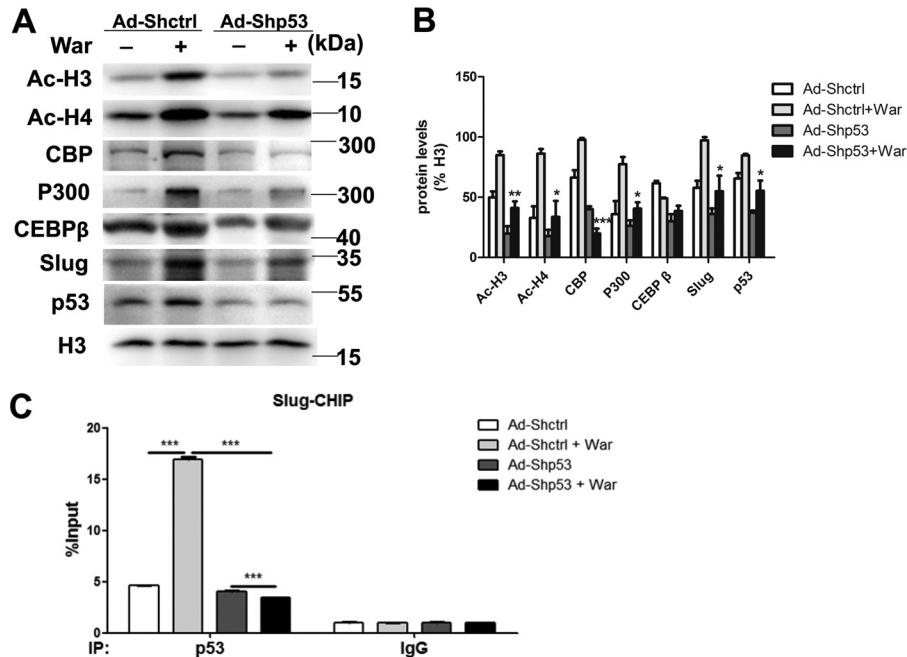 A
Ad-Shctrl Ad-Shp53
War – + – + (kDa)
Ac-H3 15
Ac-H4 10
CBP 300
P300 300
CEBPβ 40
Slug 35
p53 55
H3 15
B
protein levels
(% H3)
150
100
50
0
Ac-H3 Ac-H4 CBP P300 CEBP β Slug p53
** * *** * * *
Ad-Shctrl
Ad-Shctrl+War
Ad-Shp53
Ad-Shp53+War
C
Slug-CHIP
%Input
20
15
10
5
0
*** ***
***
IP: p53 IgG
Ad-Shctrl
Ad-Shctrl + War
Ad-Shp53
Ad-Shp53 + War